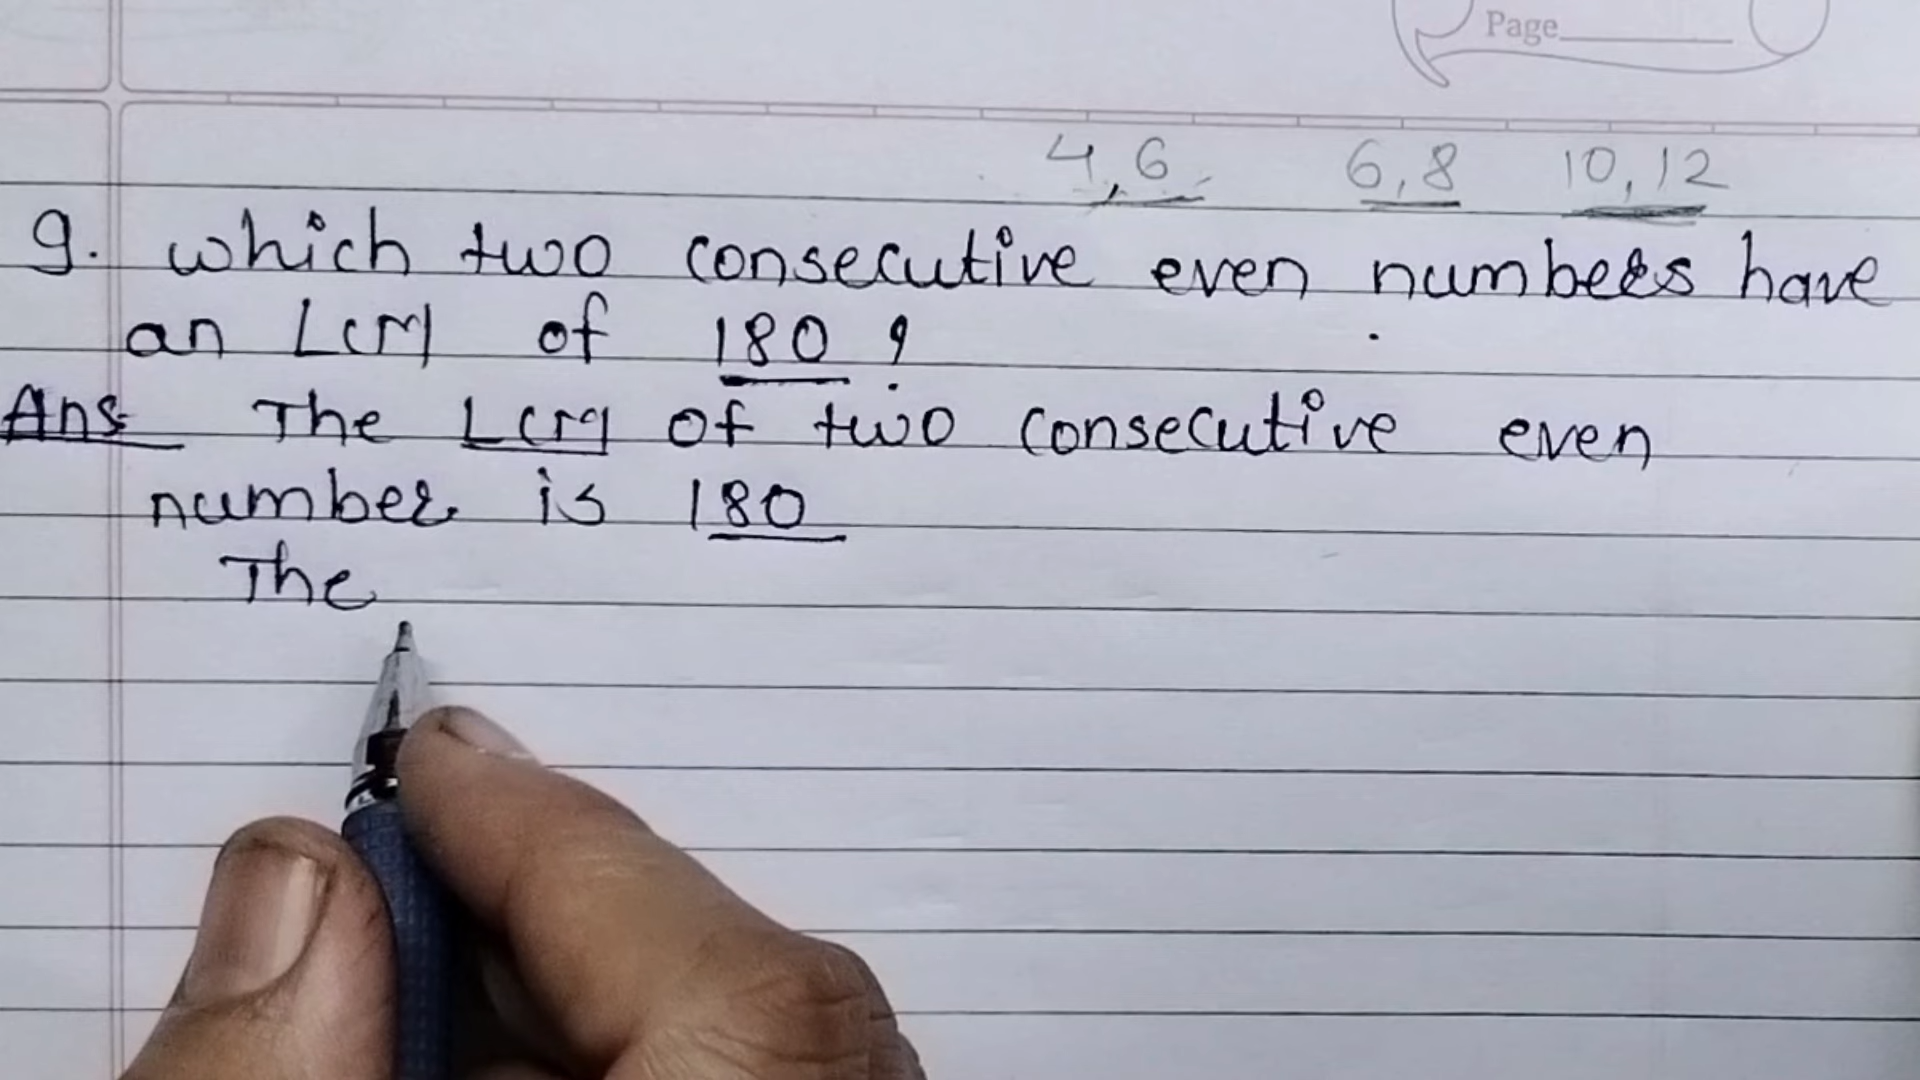 Page
4,6 6,8 10,12
9. which two consecutive even numbers have
an LCM of 180 ?
Ans The LCM of two consecutive even
number is 180
The